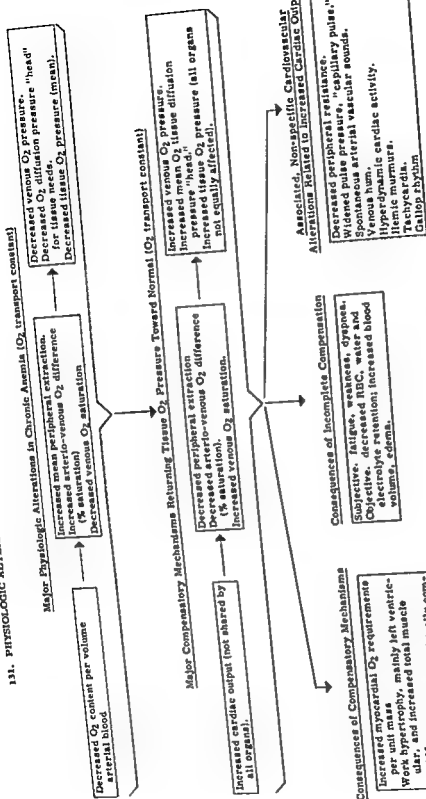 131. PHYSIOLOGIC
Major Physiologic Alterations in Chronic Anemia (O2 transport constant)
Decreased O2 content per volume
arterial blood
Increased mean peripheral extraction.
Increased arterio-venous O2 difference
(% saturation)
Decreased venous O2 saturation
Decreased venous O2 pressure.
Decreased O2 diffusion pressure "head"
for tissue needs.
Decreased tissue O2 pressure (mean).
Major Compensatory Mechanisms Returning Tissue O2 Pressure Toward Normal (O2 transport constant)
Increased cardiac output (not shared by
all organs).
Decreased peripheral extraction
Decreased arterio-venous O2 difference
(% saturation).
Increased venous O2 saturation.
Increased venous O2 pressure.
Increased mean O2 tissue diffusion
pressure "head."
Increased tissue O2 pressure (all organs
not equally affected).
Consequences of Compensatory Mechanisms
Increased myocardial O2 requirements
per unit mass
Work hypertrophy, mainly left ventric-
ular, and increased total muscle
Consequences of Incomplete Compensation
Subjective, fatigue, weakness, dyspnea.
Objective, decreased RBC, water and
electrolyte retention; increased blood
volume, edema.
Associated, Non-specific Cardiovascular
Alterations Related to Increased Cardiac
Decreased peripheral resistance.
Widened pulse pressure, "capillary pulse."
Spontaneous arterial vascular sounds.
Venous hum.
Hyperdynamic cardiac activity.
Hemic murmurs.
Tachycardia.
Gallop rhythm